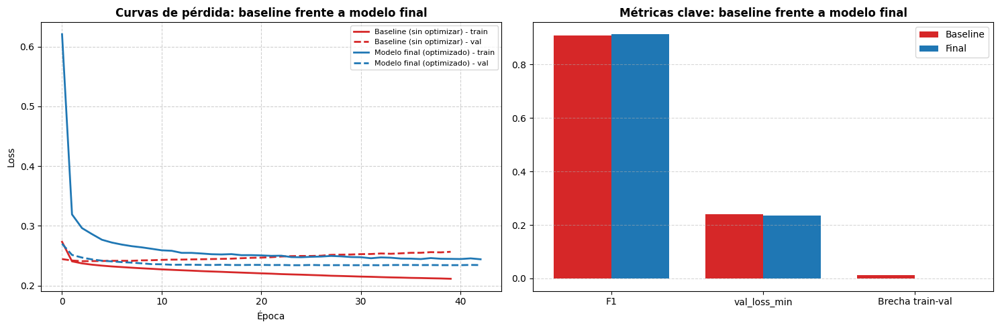 Curvas de pérdida: baseline frente a modelo final
Baseline (sin optimizar) - train
Baseline (sin optimizar) - val
Modelo final (optimizado) - train
Modelo final (optimizado) - val
0.6
0.5
0.4
0.3
0.2
Loss
0
10
20
30
40
Época
Métricas clave: baseline frente a modelo final
Baseline
Final
0.8
0.6
0.4
0.2
0.0
F1
val_loss_min
Brecha train-val